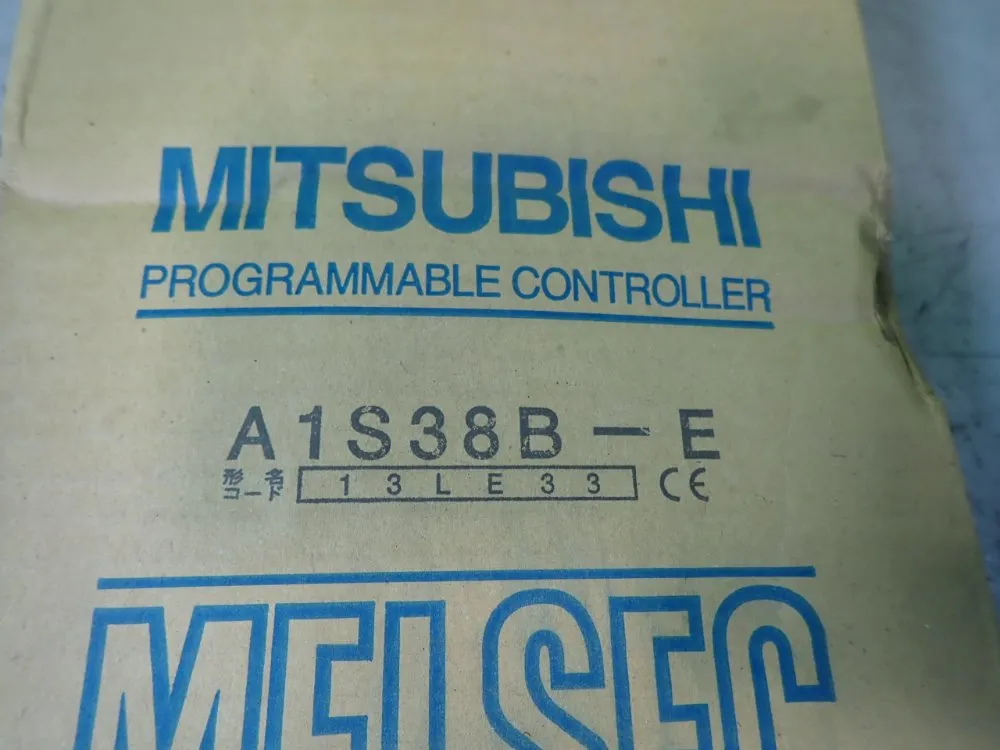 MITSUBISHI
PROGRAMMABLE CONTROLLER
A1S38B-E
形名
コード 13LE33 CE
MELSEC